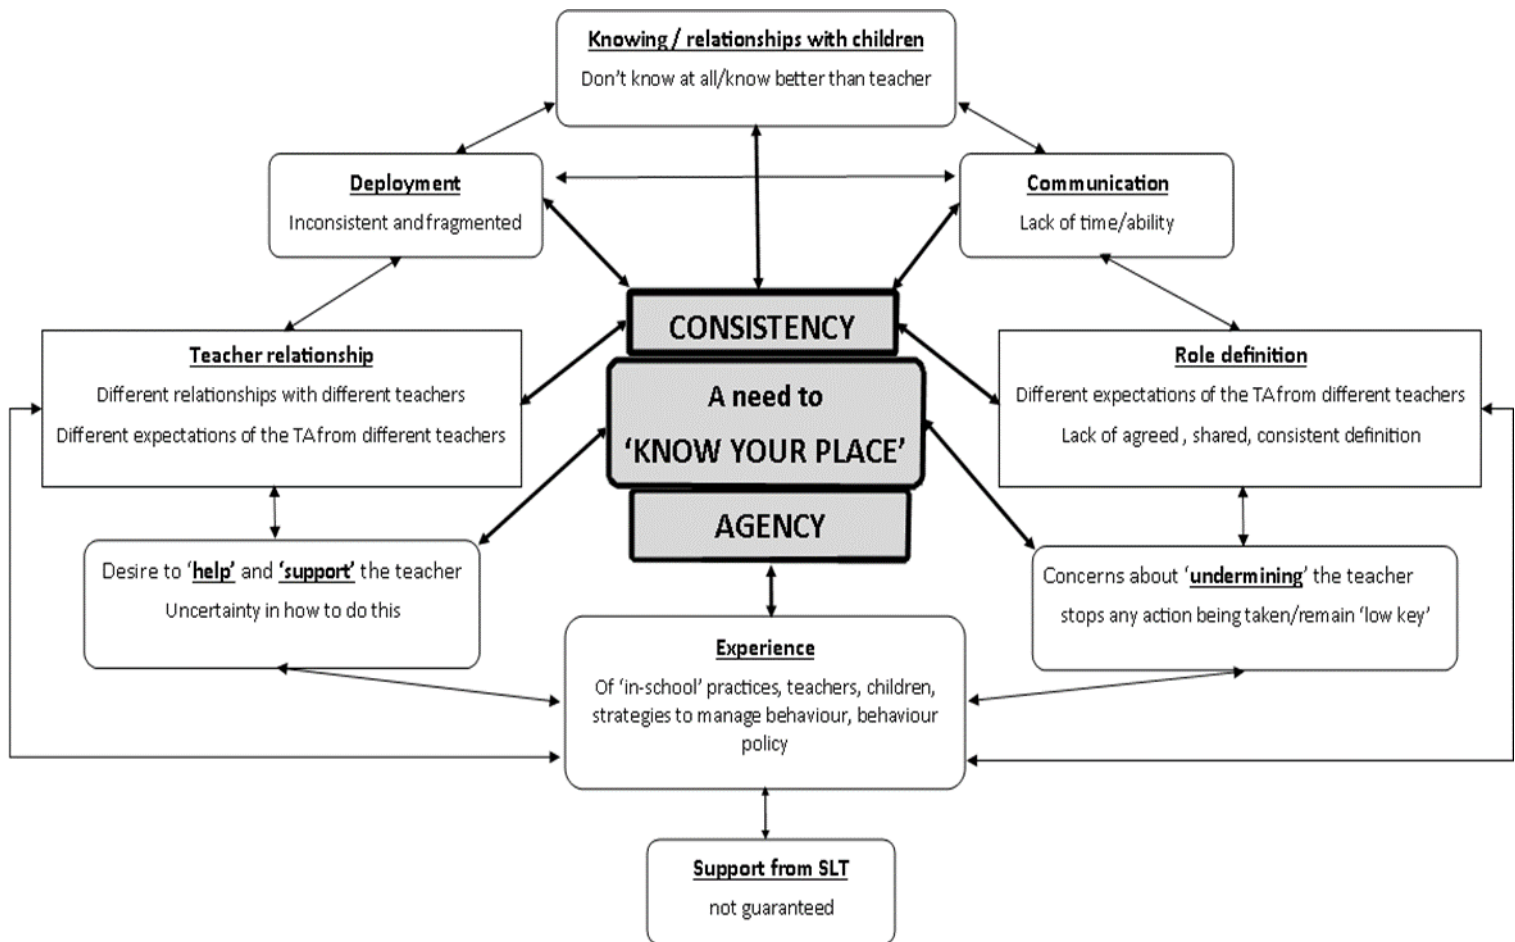 Knowing / relationships with children
Don't know at all/know better than teacher
Deployment
Inconsistent and fragmented
Communication
Lack of time/ability
CONSISTENCY
Teacher relationship
Different relationships with different teachers
Different expectations of the TA from different teachers
A need to
'KNOW YOUR PLACE'
Role definition
Different expectations of the TA from different teachers
Lack of agreed , shared, consistent definition
AGENCY
Desire to 'help' and 'support' the teacher
Uncertainty in how to do this
Concerns about 'undermining' the teacher
stops any action being taken/remain 'low key'
Experience
Of 'in-school' practices, teachers, children,
strategies to manage behaviour, behaviour
policy
Support from SLT
not guaranteed